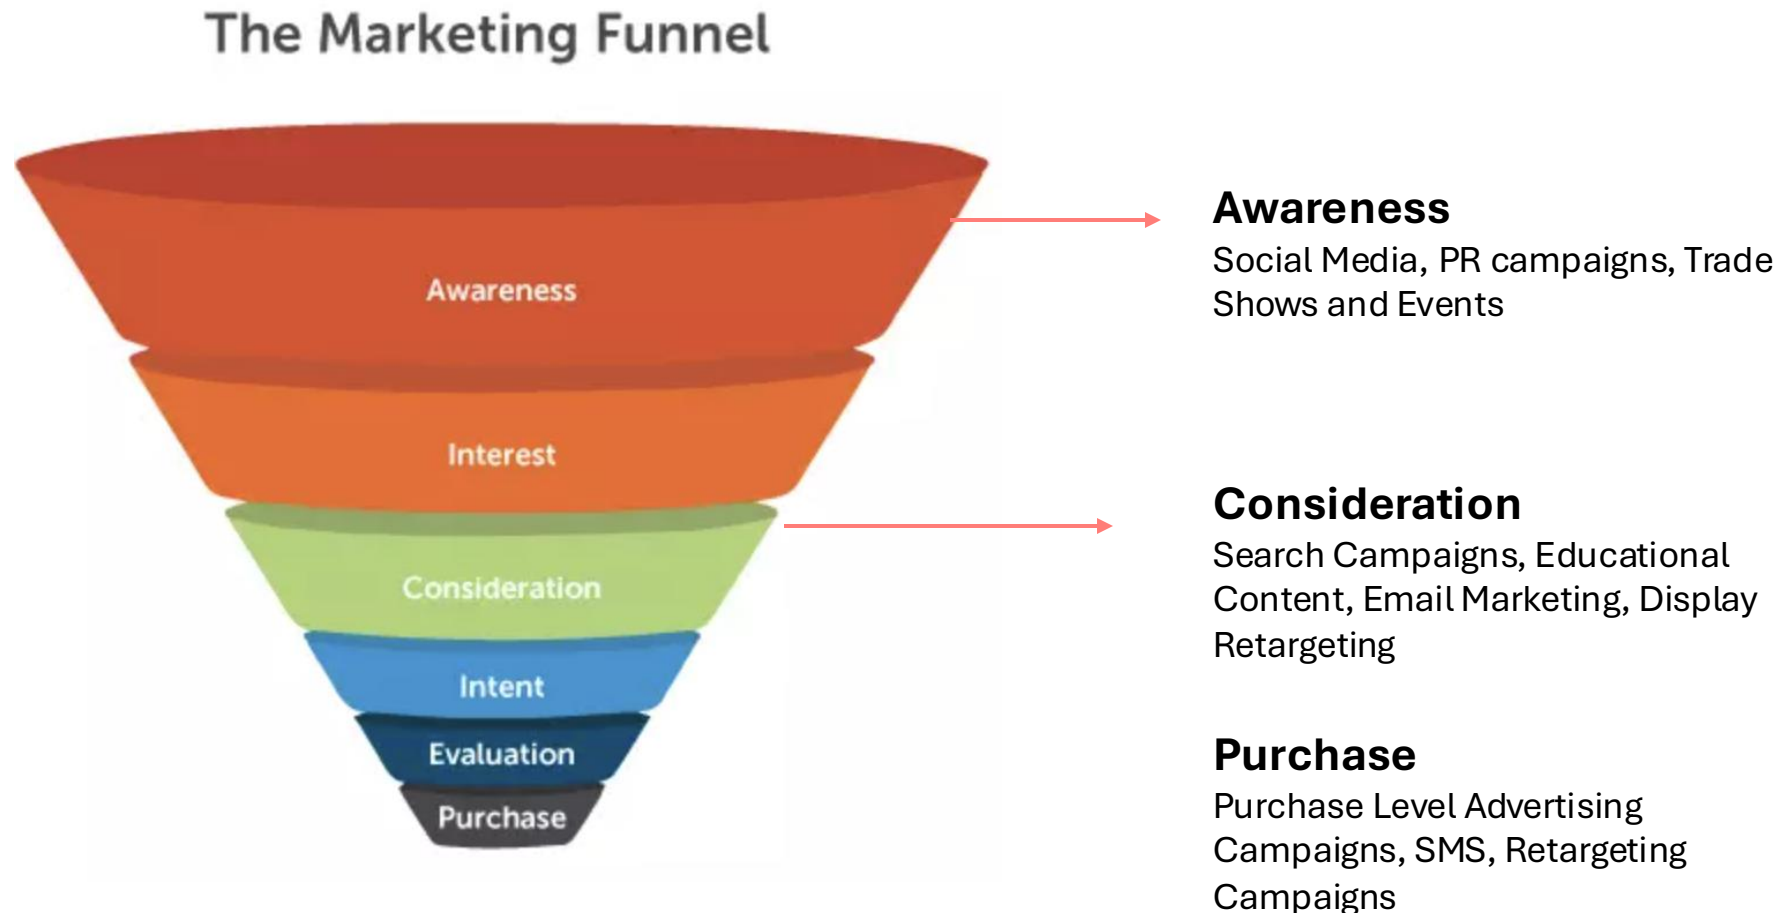 The Marketing Funnel
Awareness
Interest
Consideration
Intent
Evaluation
Purchase
Awareness
Social Media, PR campaigns, Trade
Shows and Events
Consideration
Search Campaigns, Educational
Content, Email Marketing, Display
Retargeting
Purchase
Purchase Level Advertising
Campaigns, SMS, Retargeting
Campaigns